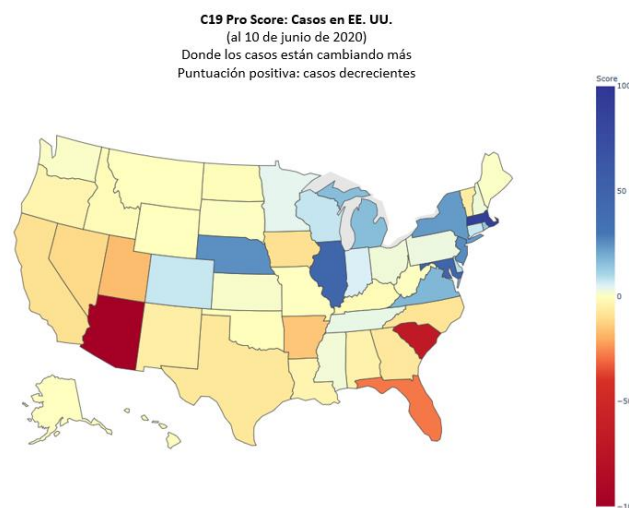 C19 Pro Score: Casos en EE. UU.
(al 10 de junio de 2020)
Donde los casos están cambiando más
Puntuación positiva: casos decrecientes
Score
100
50
0
−50